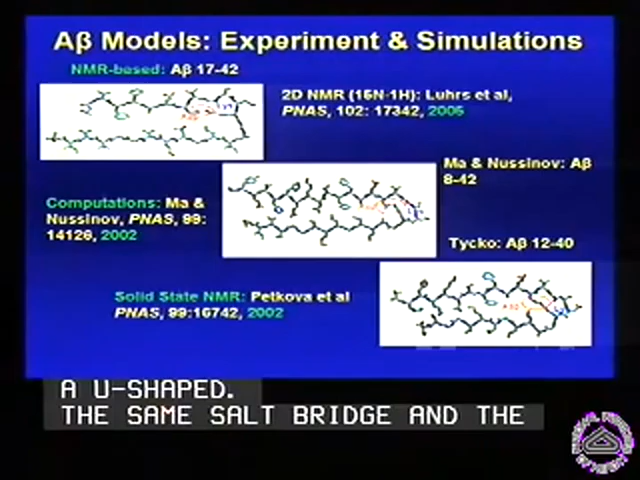 Aβ Models: Experiment & Simulations
NMR-based: Aβ 17-42
2D NMR (15N-1H): Luhrs et al,
PNAS, 102: 17342, 2005
Ma & Nussinov: Aβ
8-42
Computations: Ma &
Nussinov, PNAS, 99:
14126, 2002
Tycko: Aβ 12-40
Solid State NMR: Petkova et al
PNAS, 99:16742, 2002
A U-SHAPED.
THE SAME SALT BRIDGE AND THE